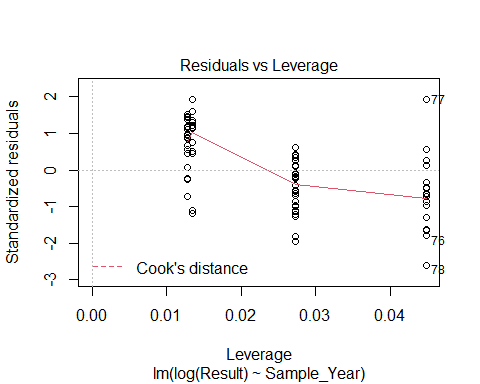 Residuals vs Leverage
Standardized residuals
2
1
0
-1
-2
-3
77
76
78
Cook's distance
0.00 0.01 0.02 0.03 0.04
Leverage
lm(log(Result) ~ Sample_Year)